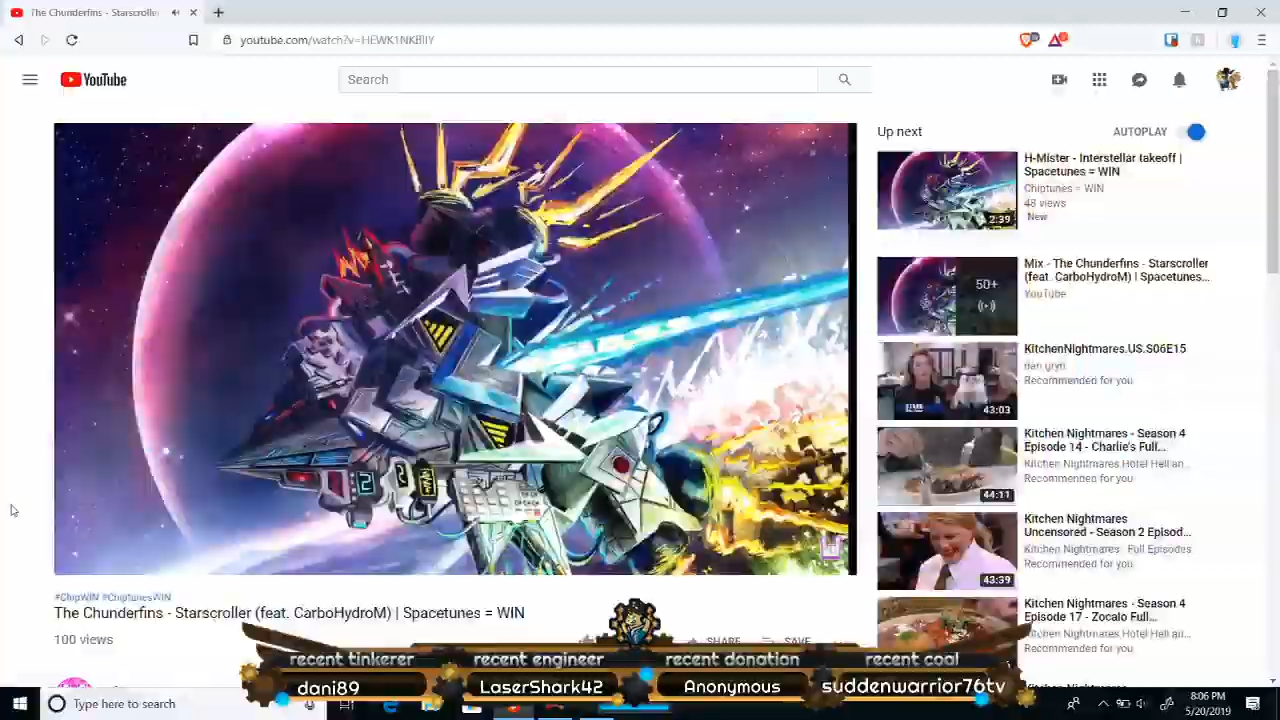 The Chunderfins - Starscroller
youtube.com/watch?v=HEWK1NKBIIY
YouTube
Search
Up next
AUTOPLAY
H-Mister - Interstellar takeoff |
Spacetunes = WIN
Chiptunes = WIN
48 views
New
2:39
Mix - The Chunderfins - Starscroller
(feat. CarboHydroM) | Spacetunes...
YouTube
50+
KitchenNightmares.US.S06E15
dan gryn
Recommended for you
43:03
Kitchen Nightmares - Season 4
Episode 14 - Charlie's Full...
Kitchen Nightmares Hotel Hell an...
Recommended for you
44:11
Kitchen Nightmares
Uncensored - Season 2 Episod...
Kitchen Nightmares Full Episodes
Recommended for you
43:39
Kitchen Nightmares - Season 4
Episode 17 - Zocalo Full...
Kitchen Nightmares Hotel Hell an...
Recommended for you
#ChipWIN #ChiptunesWIN
The Chunderfins - Starscroller (feat. CarboHydroM) | Spacetunes = WIN
100 views
SHARE
SAVE
recent tinkerer
recent engineer
recent donation
recent coal
dani89
LaserShark42
Anonymous
suddenwarrior76tv
Type here to search
8:06 PM
5/20/2019